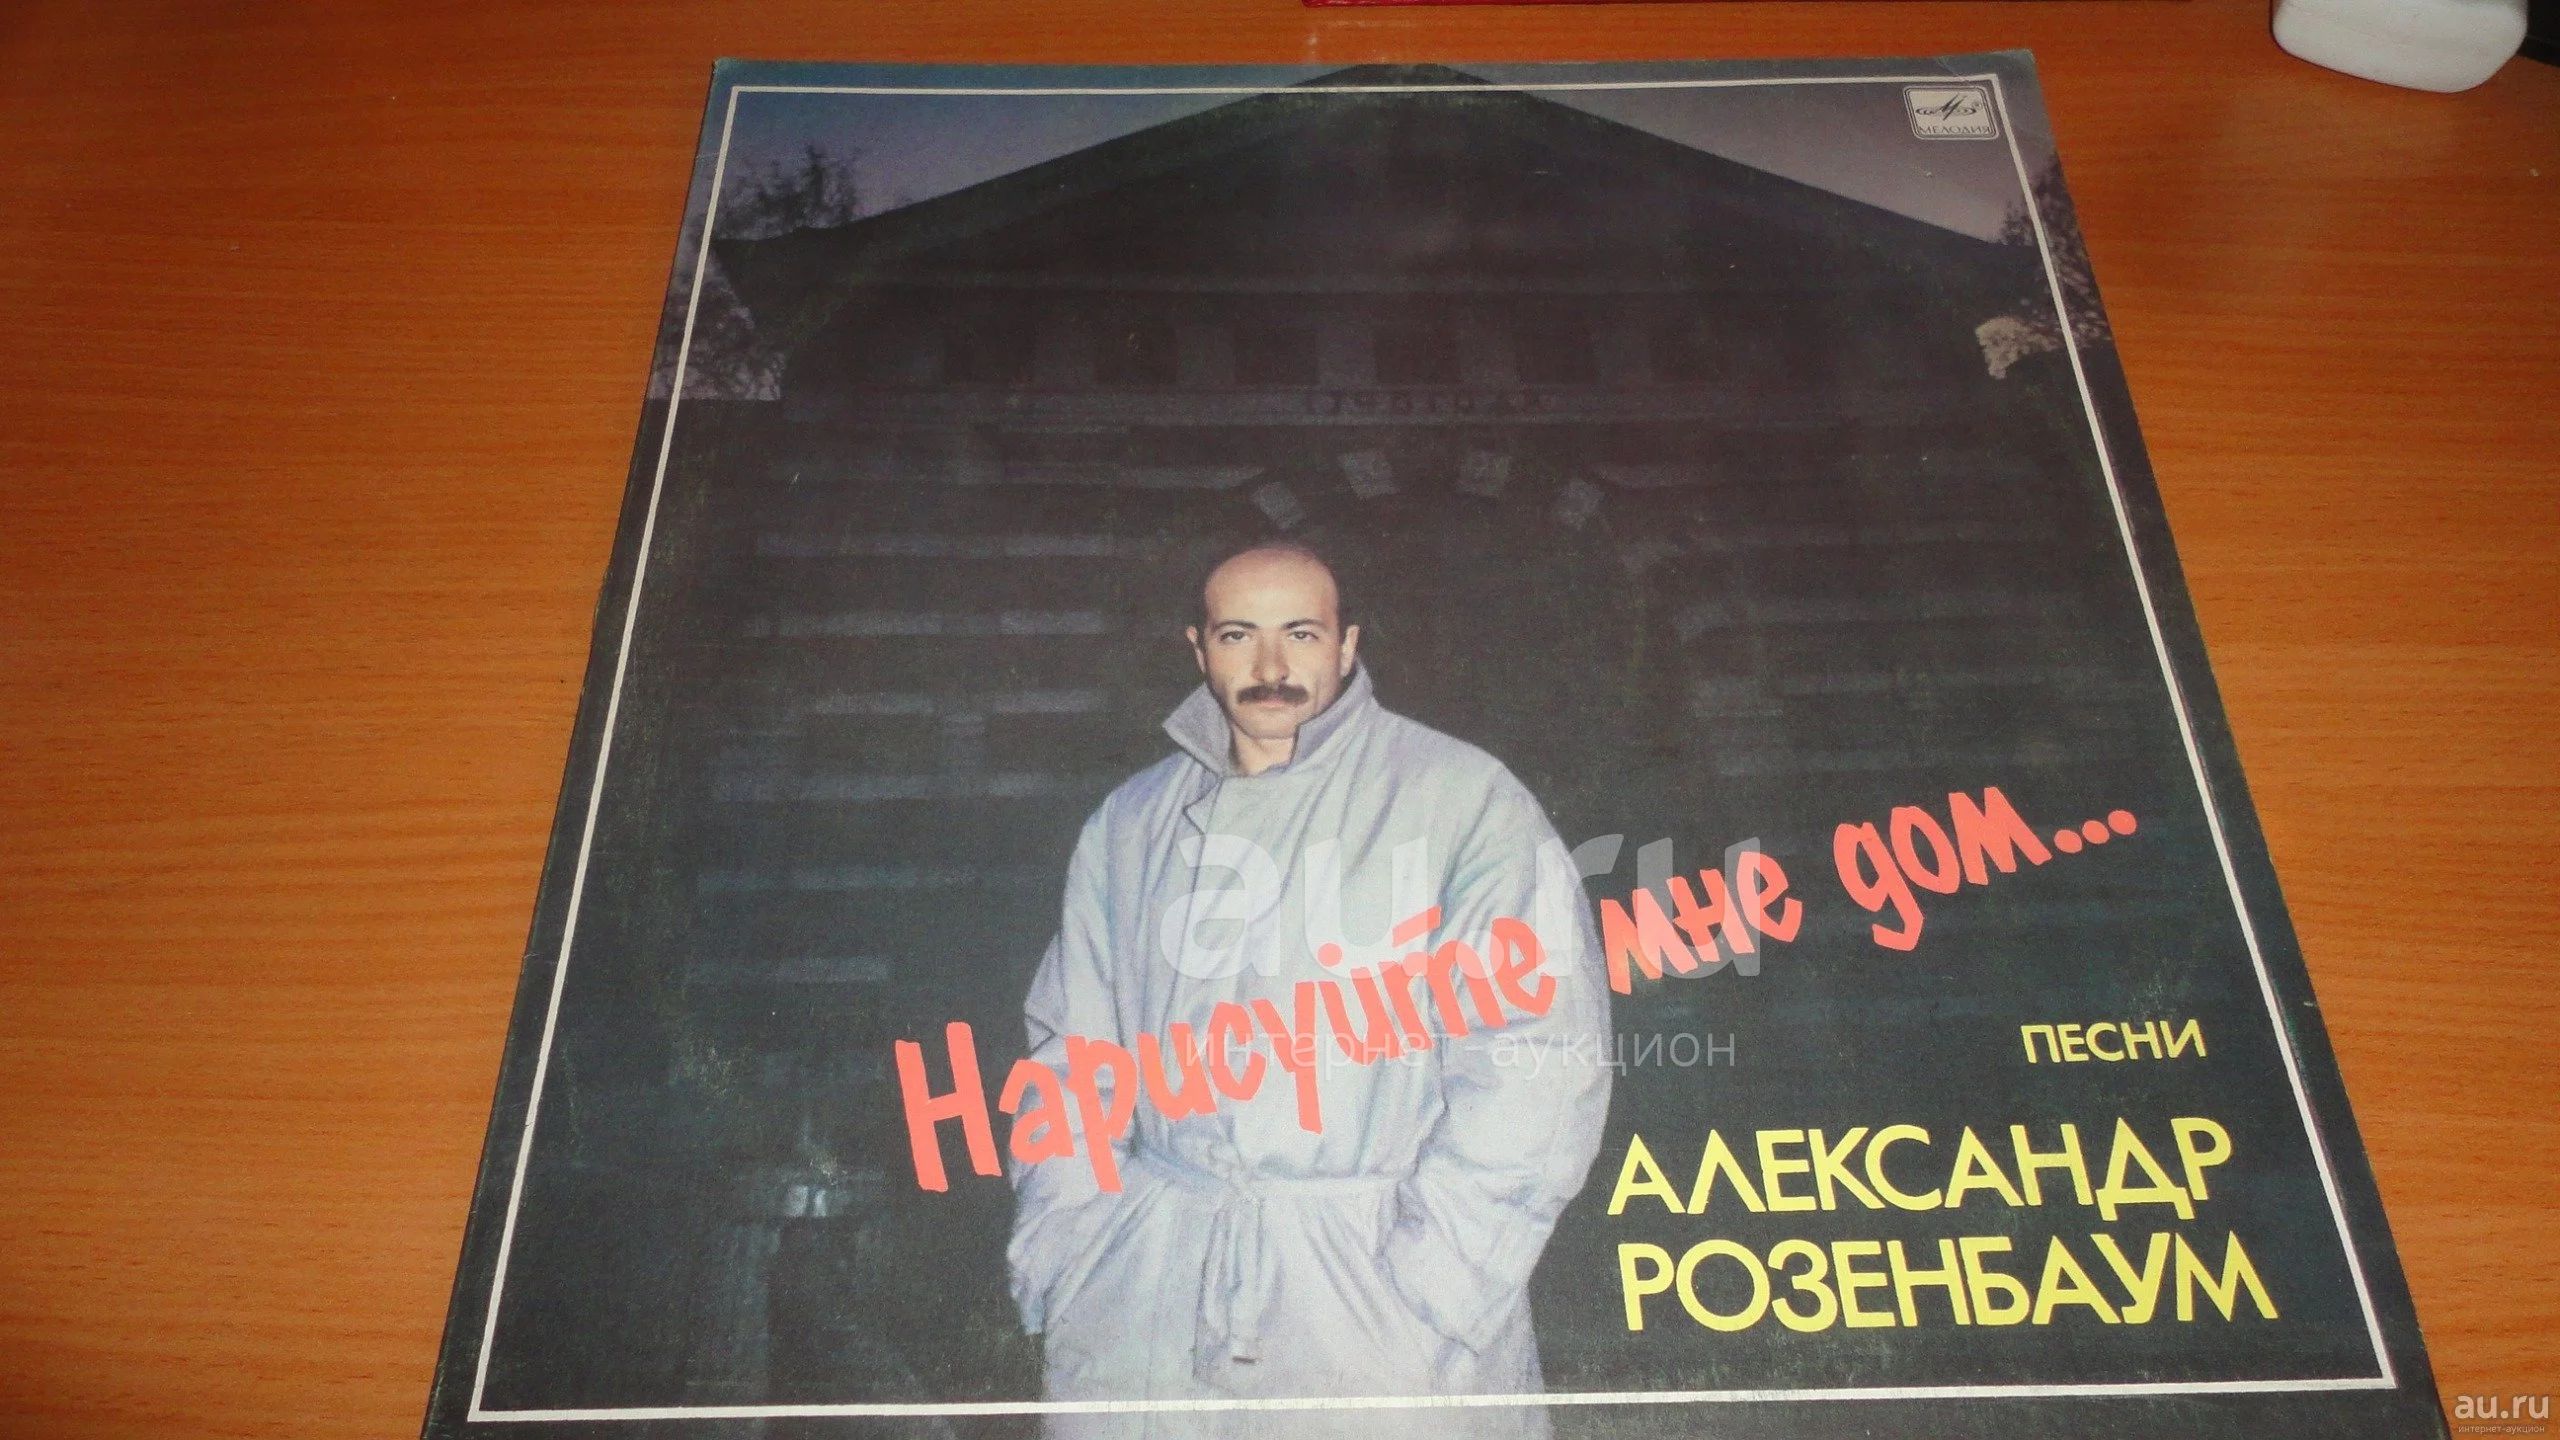 МЕЛОДИЯ
Нарисуйте мне дом...
ПЕСНИ
АЛЕКСАНДР
РОЗЕНБАУМ
au.ru
интернет-аукцион
au.ru
интернет-аукцион